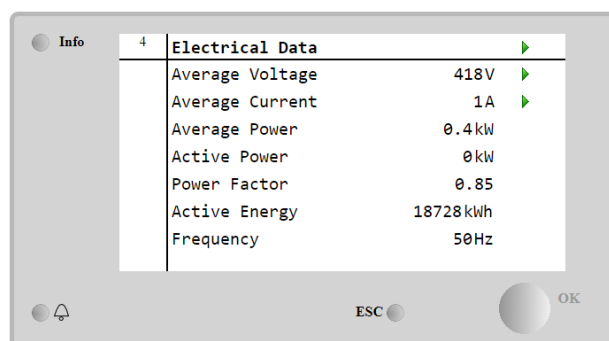 Info
4 Electrical Data
Average Voltage 418V
Average Current 1A
Average Power 0.4kW
Active Power 0kW
Power Factor 0.85
Active Energy 18728kWh
Frequency 50Hz
ESC OK